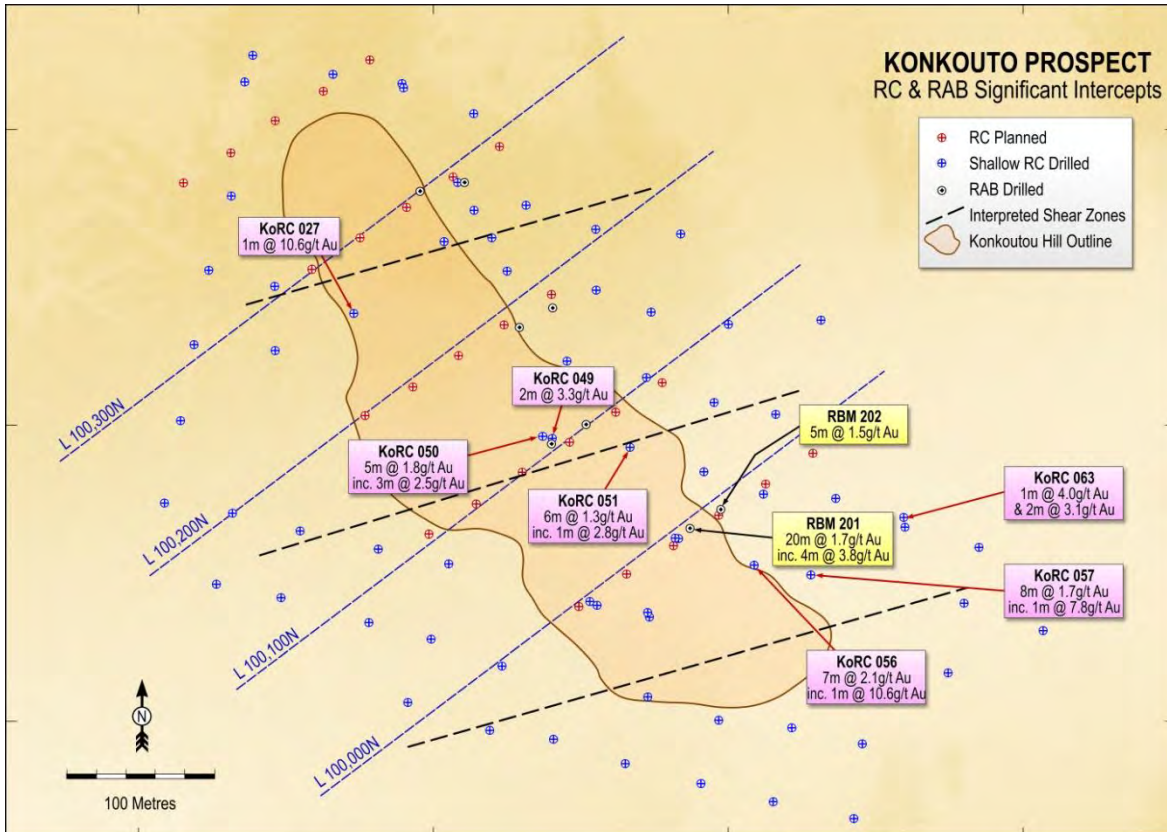 KONKOUTO PROSPECT
RC & RAB Significant Intercepts
RC Planned
Shallow RC Drilled
RAB Drilled
Interpreted Shear Zones
Konkoutou Hill Outline
KoRC 027
1m @ 10.6g/t Au
KoRC 049
2m @ 3.3g/t Au
L 100,300N
RBM 202
5m @ 1.5g/t Au
KoRC 050
5m @ 1.8g/t Au
inc. 3m @ 2.5g/t Au
KoRC 063
1m @ 4.0g/t Au
& 2m @ 3.1g/t Au
KoRC 051
6m @ 1.3g/t Au
inc. 1m @ 2.8g/t Au
RBM 201
20m @ 1.7g/t Au
inc. 4m @ 3.8g/t Au
L 100,200N
KoRC 057
8m @ 1.7g/t Au
inc. 1m @ 7.8g/t Au
L 100,100N
KoRC 056
7m @ 2.1g/t Au
inc. 1m @ 10.6g/t Au
L 100,000N
N
100 Metres